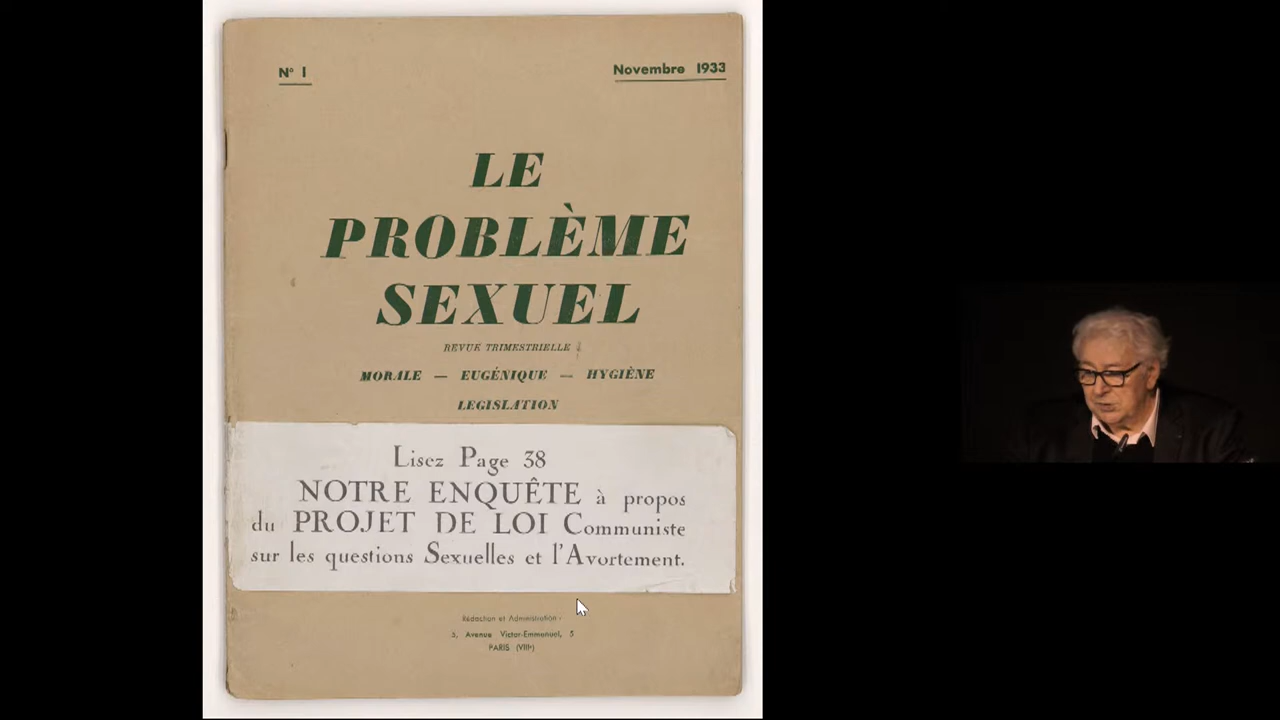 N° 1
Novembre 1933
LE
PROBLÈME
SEXUEL
REVUE TRIMESTRIELLE
MORALE — EUGÉNIQUE — HYGIÈNE
LEGISLATION
Lisez Page 38
NOTRE ENQUÊTE à propos
du PROJET DE LOI Communiste
sur les questions Sexuelles et l'Avortement.
Rédaction et Administration :
5, Avenue Victor-Emmanuel, 5
PARIS (VIIIe)